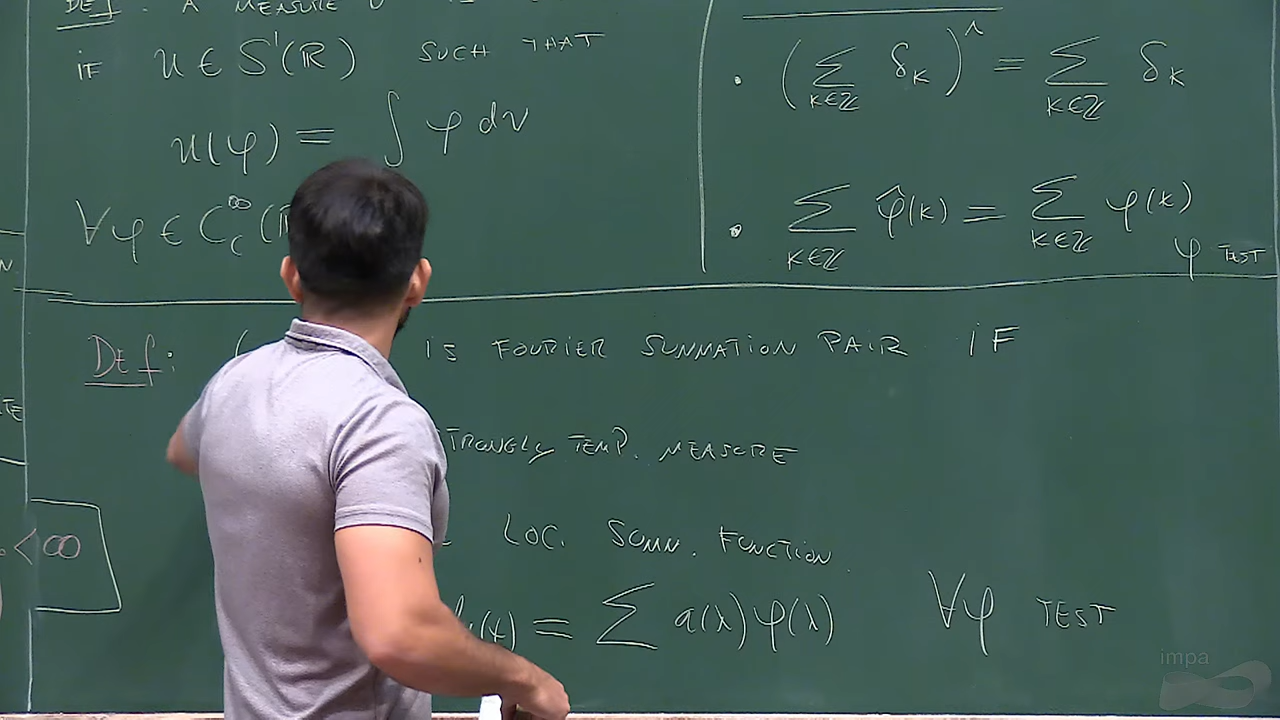 DEF. A MEASURE ν
IF u ∈ S'(ℝ) SUCH THAT
u(φ) = ∫ φ dν
∀φ ∈ C_c^∞(
(∑_{K∈ℤ} δ_K)^∧ = ∑_{K∈ℤ} δ_K
∑_{K∈ℤ} φ̂(K) = ∑_{K∈ℤ} φ(K)
φ TEST
DEf:
IS FOURIER SUMMATION PAIR IF
TRONGLY TEMP. MEASURE
LOC. SUMM. FUNCTION
= ∑ a(λ)φ(λ) ∀φ TEST
< ∞
impa